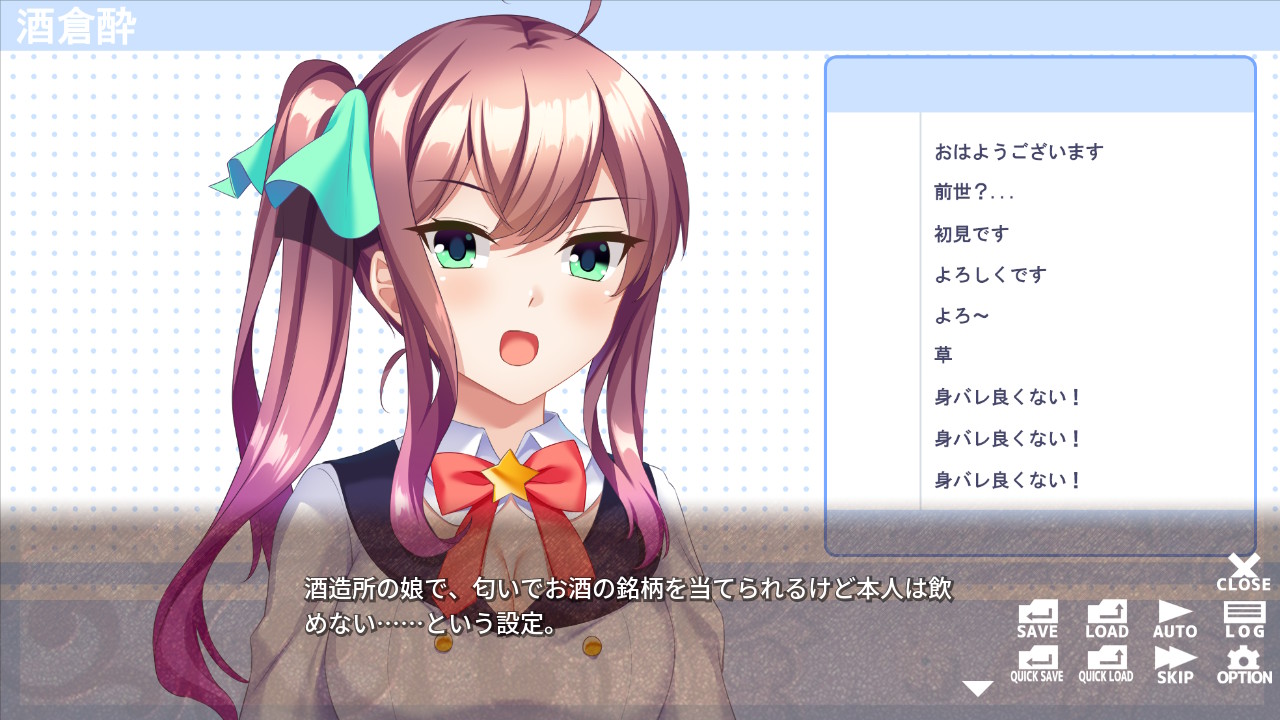 酒倉酔
おはようございます
前世？...
初見です
よろしくです
よろ～
草
身バレ良くない！
身バレ良くない！
身バレ良くない！
酒造所の娘で、匂いでお酒の銘柄を当てられるけど本人は飲
めない……という設定。
CLOSE
SAVE LOAD AUTO LOG
QUICK SAVE QUICK LOAD SKIP OPTION